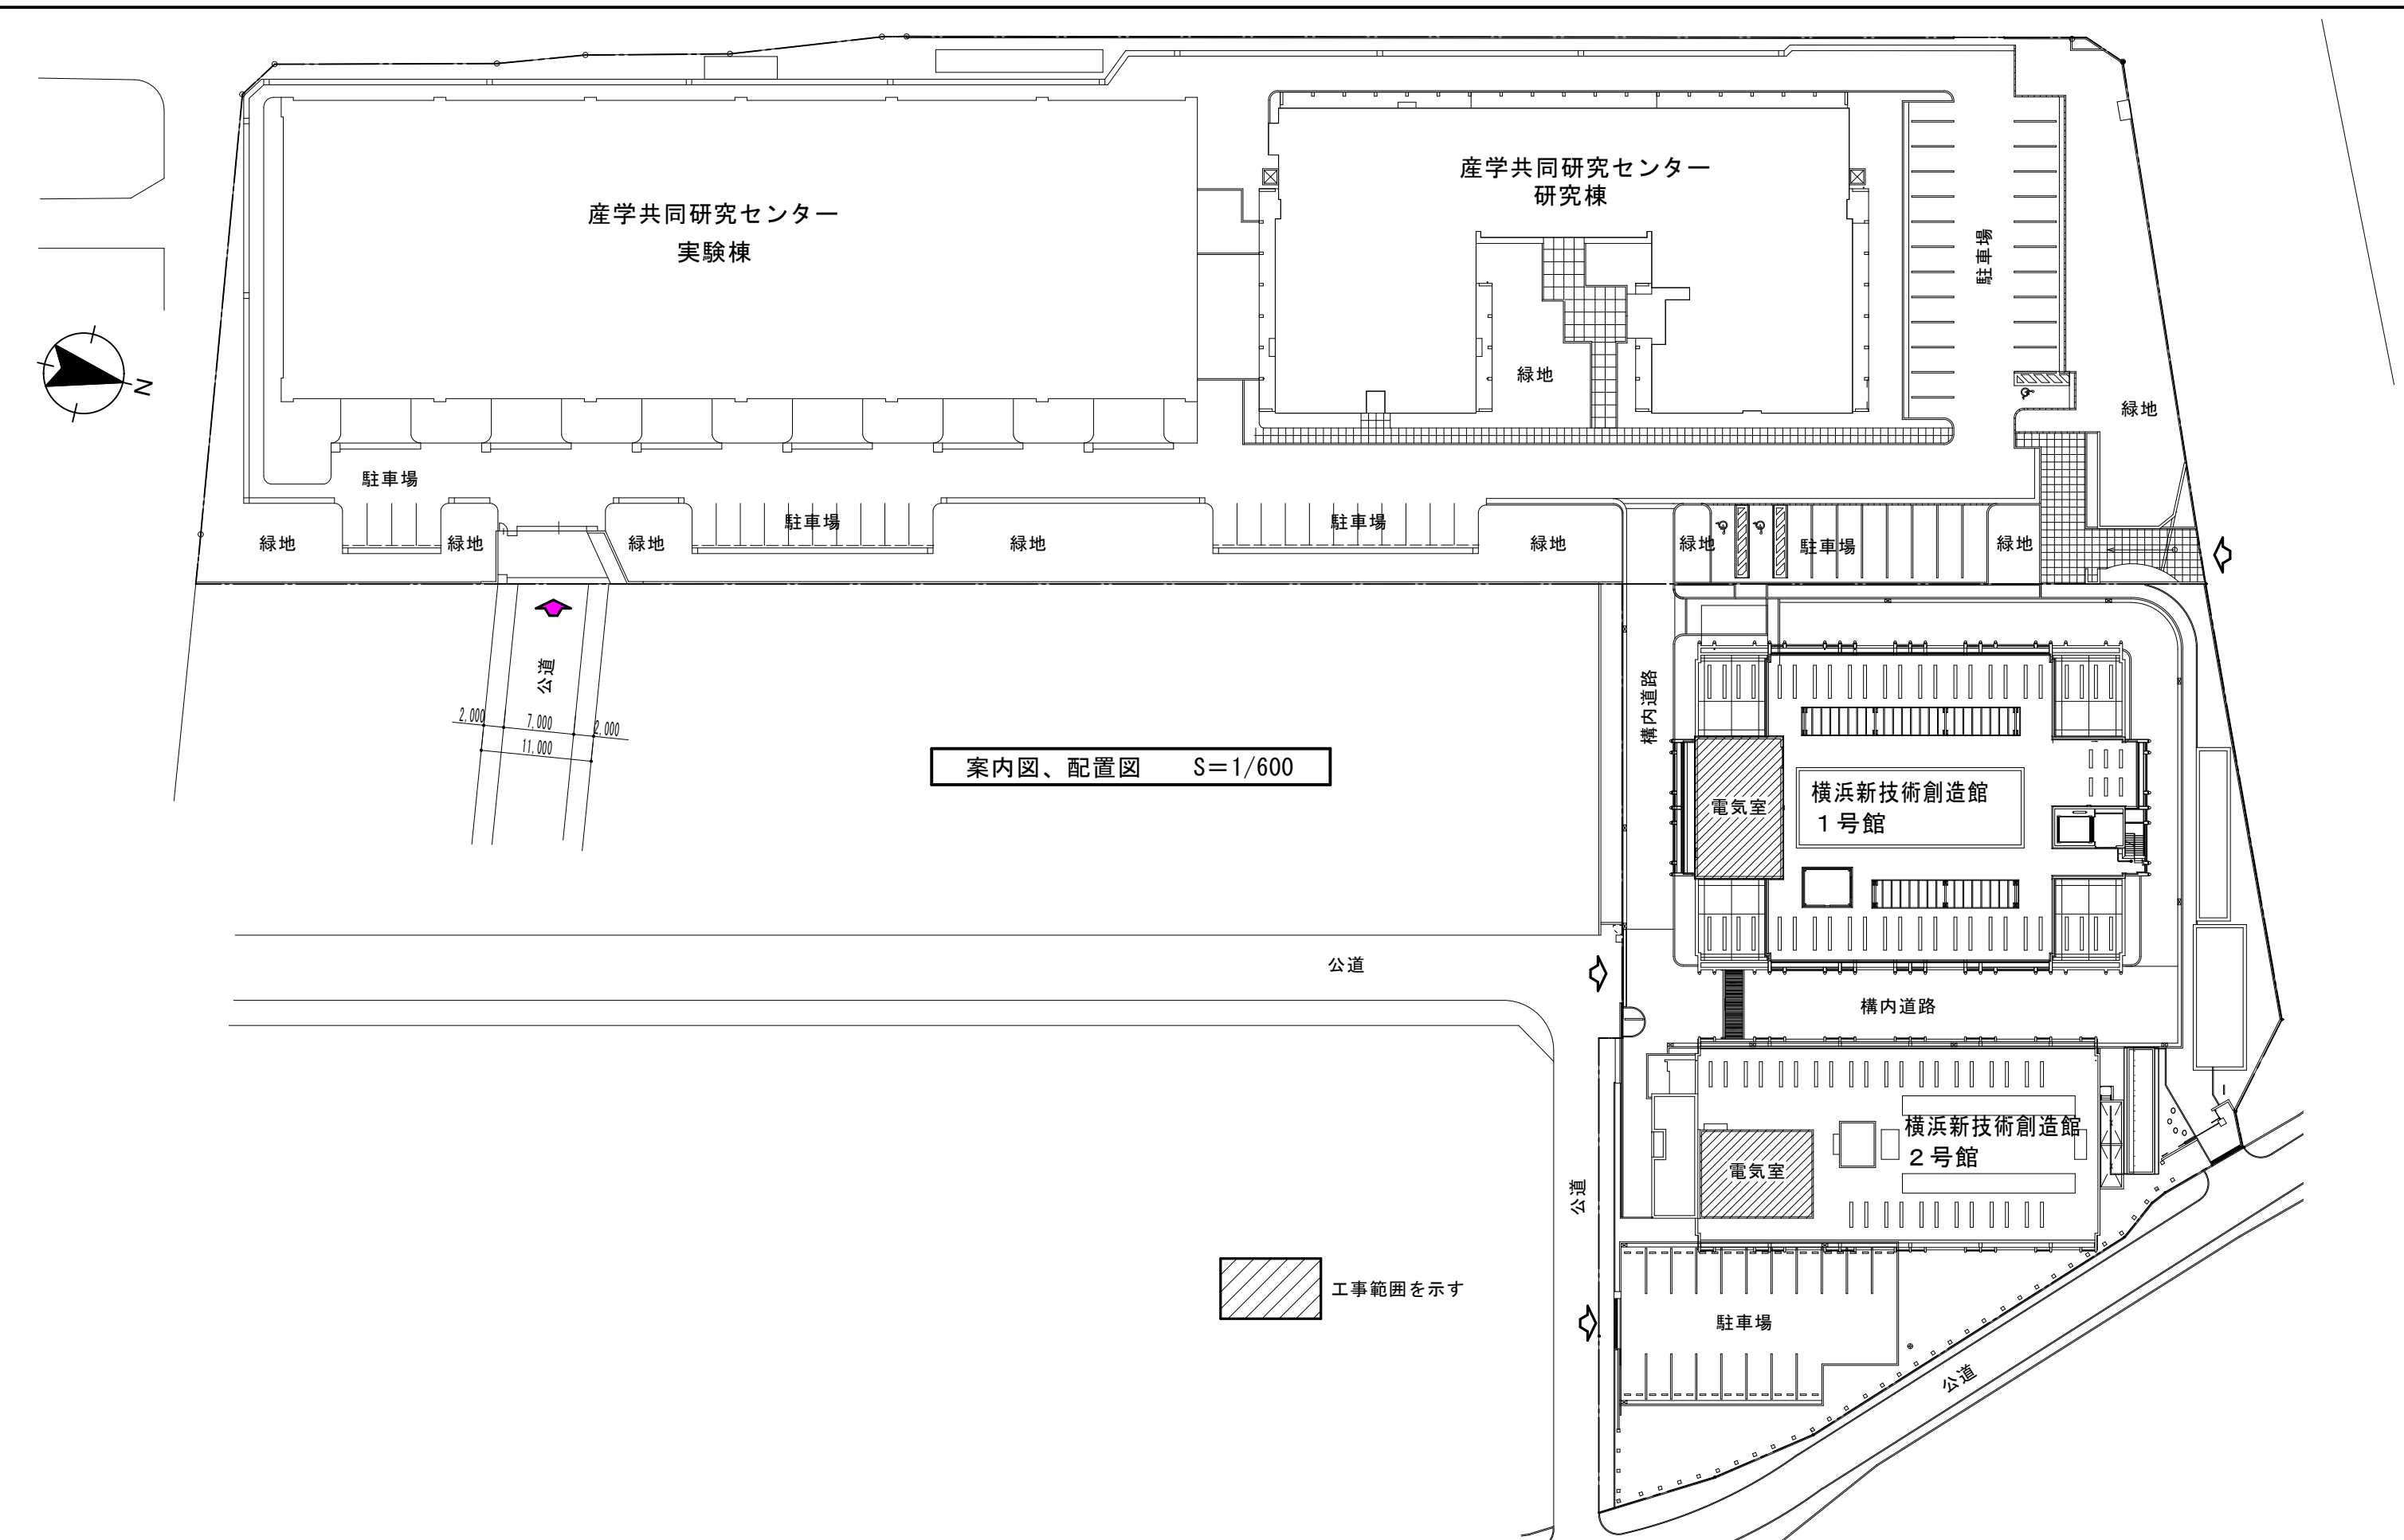 産学共同研究センター
研究棟
産学共同研究センター
実験棟
駐車場
N
緑地
緑地
駐車場
緑地
緑地
緑地
駐車場
緑地
駐車場
緑地
緑地
駐車場
緑地
公道
2,000
7,000
2,000
11,000
構内道路
案内図、配置図 S＝1/600
電気室
横浜新技術創造館
１号館
公道
構内道路
横浜新技術創造館
２号館
電気室
公道
工事範囲を示す
駐車場
公道